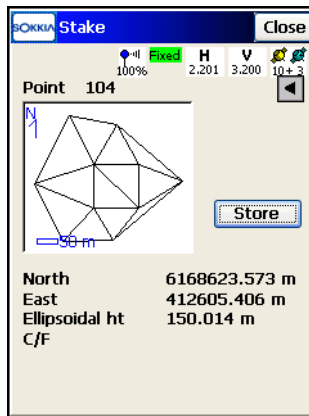 SOKKIA Stake Close
100% Fixed H 2.201 V 3.200 10+ 3
Point 104
N
50 m
Store
North 6168623.573 m
East 412605.406 m
Ellipsoidal ht 150.014 m
C/F